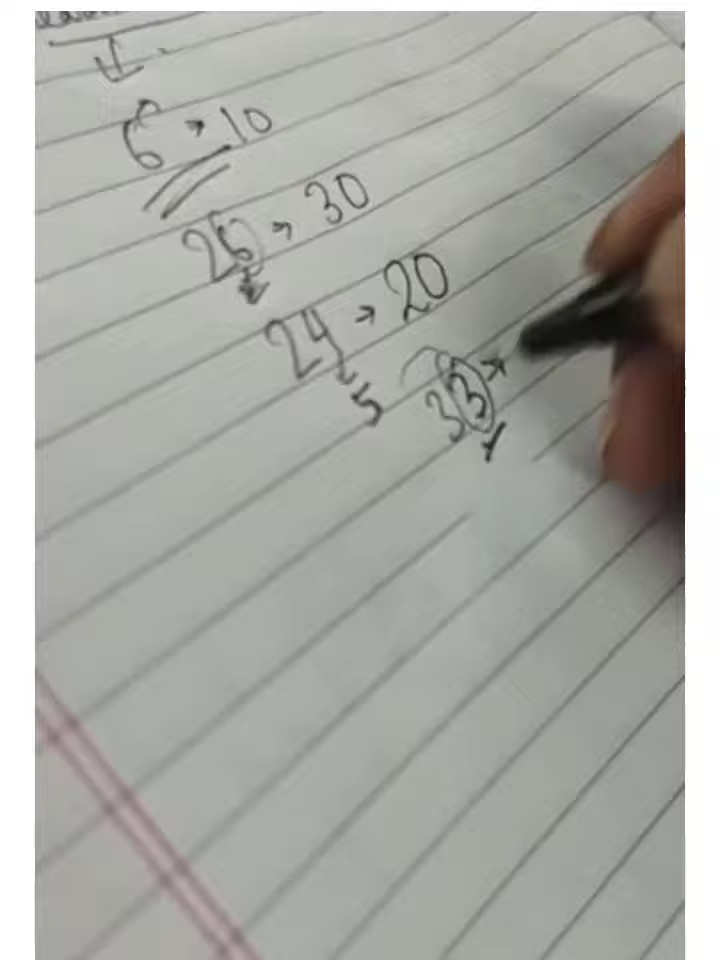 6 → 10
26 → 30
24 → 20
5
33 →